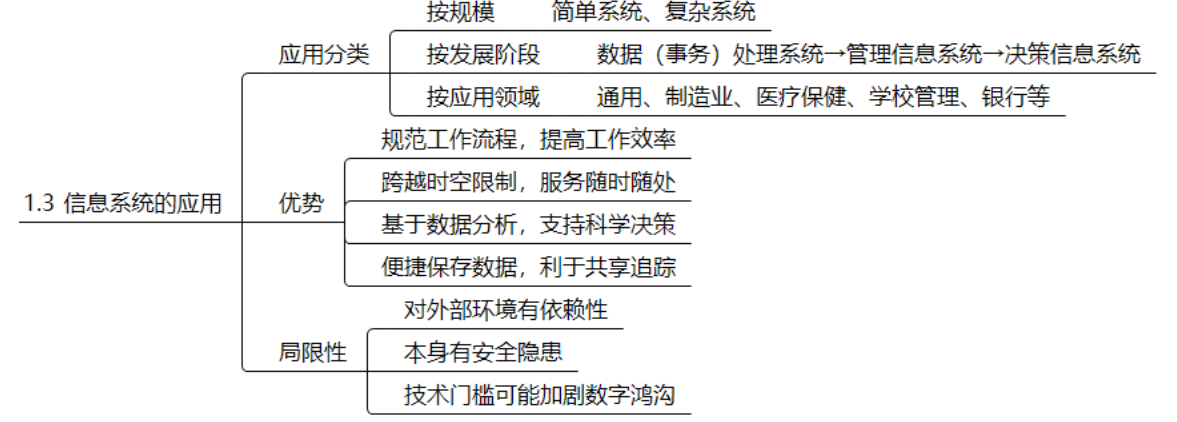 按规模 简单系统、复杂系统
应用分类
按发展阶段 数据（事务）处理系统→管理信息系统→决策信息系统
按应用领域 通用、制造业、医疗保健、学校管理、银行等
规范工作流程，提高工作效率
跨越时空限制，服务随时随处
1.3 信息系统的应用
优势
基于数据分析，支持科学决策
便捷保存数据，利于共享追踪
对外部环境有依赖性
局限性
本身有安全隐患
技术门槛可能加剧数字鸿沟